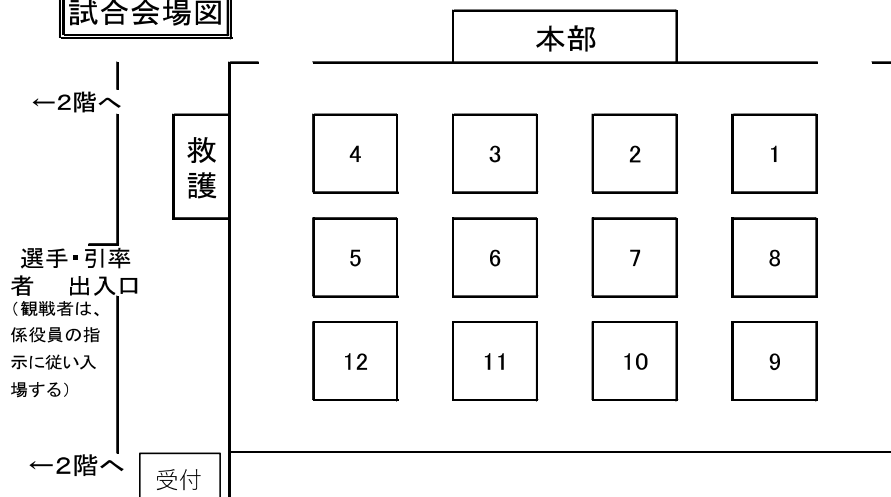 試合会場図
本部
←2階へ
救
護
4 3 2 1
選手・引率
者 出入口
(観戦者は、
係役員の指
示に従い入
場する)
5 6 7 8
12 11 10 9
←2階へ
受付